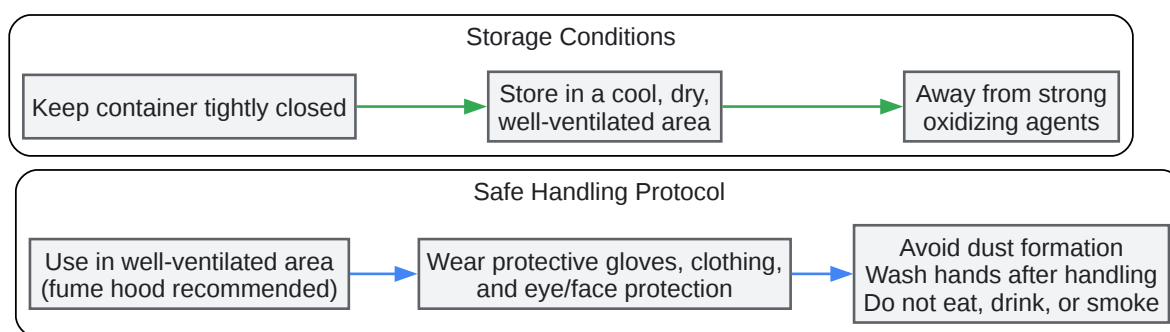 Storage Conditions
Keep container tightly closed
Store in a cool, dry,
well-ventilated area
Away from strong
oxidizing agents
Safe Handling Protocol
Use in well-ventilated area
(fume hood recommended)
Wear protective gloves, clothing,
and eye/face protection
Avoid dust formation
Wash hands after handling
Do not eat, drink, or smoke